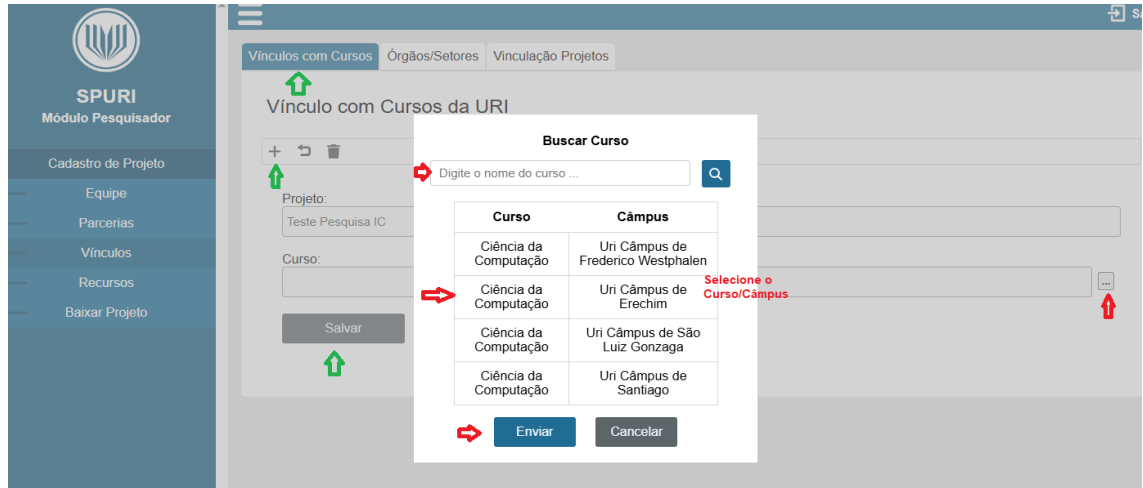 SPURI
Módulo Pesquisador
Cadastro de Projeto
Equipe
Parcerias
Vínculos
Recursos
Baixar Projeto
Vínculos com Cursos
Órgãos/Setores
Vinculação Projetos
Vínculo com Cursos da URI
Projeto:
Teste Pesquisa IC
Curso:
...
Salvar
Buscar Curso
Digite o nome do curso ...
Curso Câmpus
Ciência da Uri Câmpus de
Computação Frederico Westphalen
Ciência da Uri Câmpus de
Computação Erechim
Ciência da Uri Câmpus de São
Computação Luiz Gonzaga
Ciência da Uri Câmpus de
Computação Santiago
Selecione o
Curso/Câmpus
Enviar
Cancelar